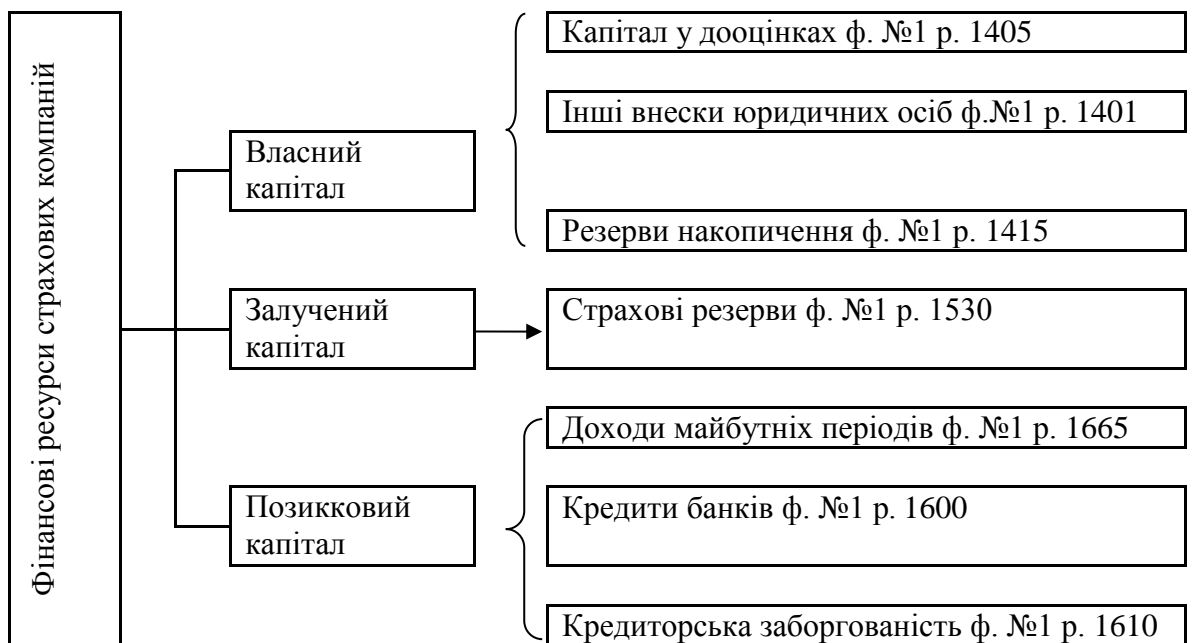 Фінансові ресурси страхових компаній
Власний
капітал
Капітал у дооцінках ф. №1 р. 1405
Інші внески юридичних осіб ф.№1 р. 1401
Резерви накопичення ф. №1 р. 1415
Залучений
капітал
Страхові резерви ф. №1 р. 1530
Позикковий
капітал
Доходи майбутніх періодів ф. №1 р. 1665
Кредити банків ф. №1 р. 1600
Кредиторська заборгованість ф. №1 р. 1610